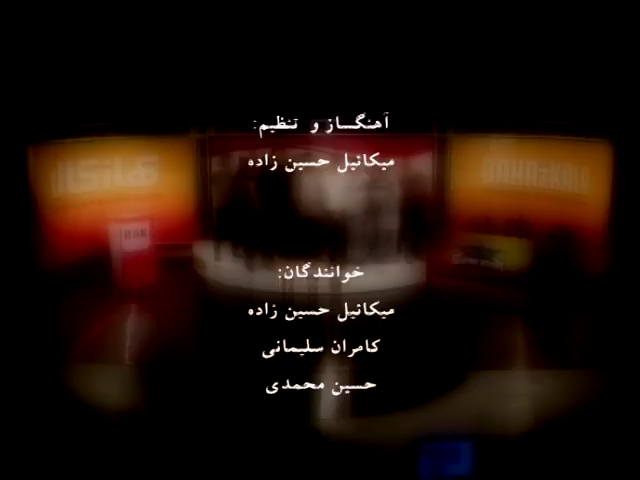 آهنگساز و تنظیم:
میکائیل حسین زاده
خوانندگان:
میکائیل حسین زاده
کامران سلیمانی
حسین محمدی